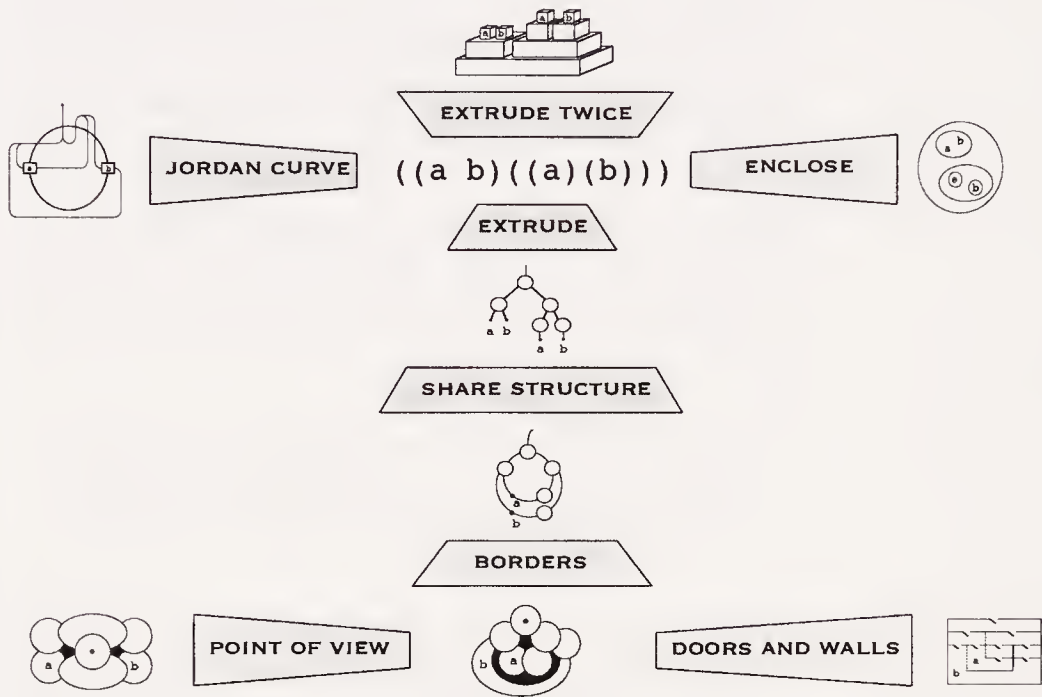 a b
a b
EXTRUDE TWICE
JORDAN CURVE
((a b)((a)(b)))
ENCLOSE
a b
a b
a b
EXTRUDE
a b
a b
SHARE STRUCTURE
a
b
BORDERS
POINT OF VIEW
DOORS AND WALLS
a b
b a
a
b